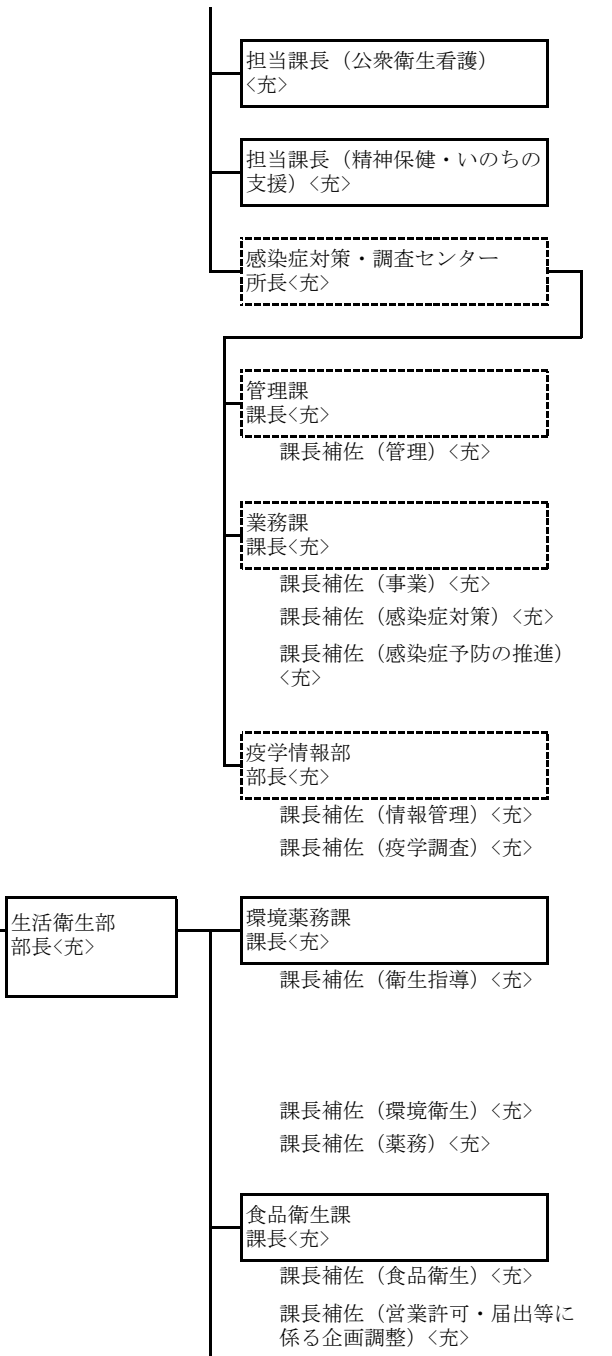 担当課長（公衆衛生看護）
<充>
担当課長（精神保健・いのちの
支援）<充>
感染症対策・調査センター
所長<充>
管理課
課長<充>
課長補佐（管理）<充>
業務課
課長<充>
課長補佐（事業）<充>
課長補佐（感染症対策）<充>
課長補佐（感染症予防の推進）
<充>
疫学情報部
部長<充>
課長補佐（情報管理）<充>
課長補佐（疫学調査）<充>
生活衛生部
部長<充>
環境薬務課
課長<充>
課長補佐（衛生指導）<充>
課長補佐（環境衛生）<充>
課長補佐（薬務）<充>
食品衛生課
課長<充>
課長補佐（食品衛生）<充>
課長補佐（営業許可・届出等に
係る企画調整）<充>